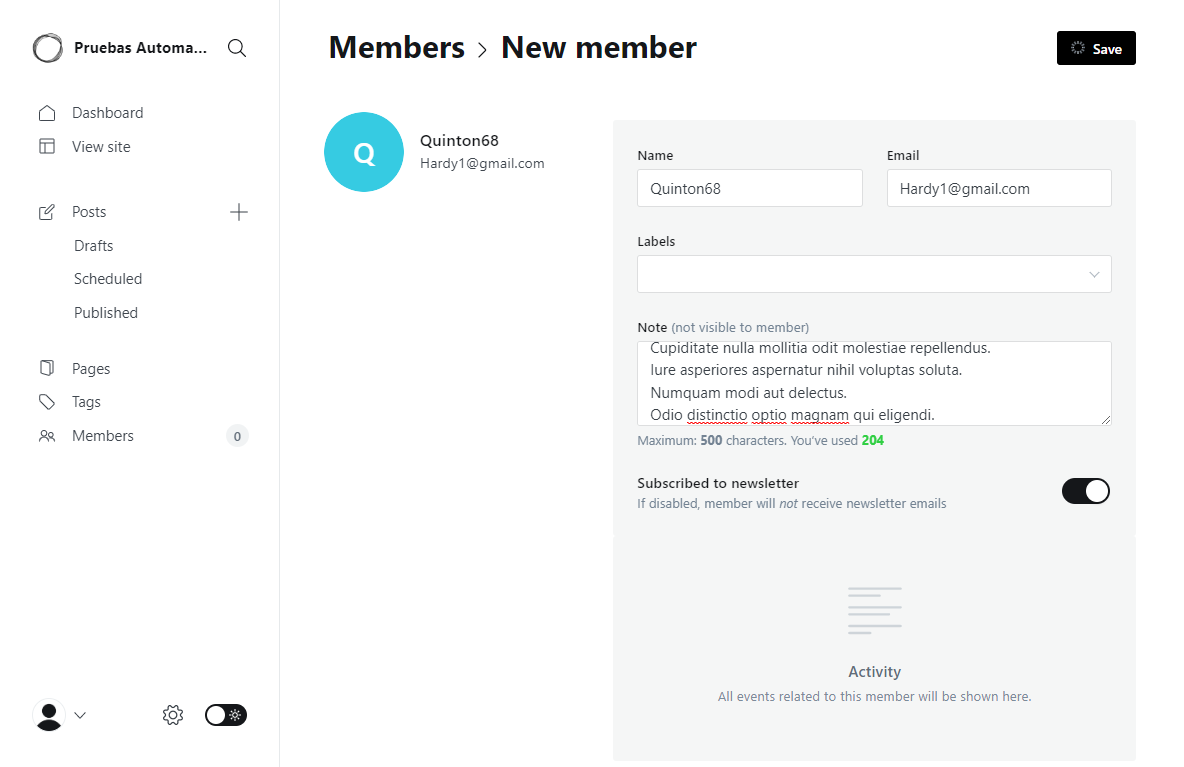 Pruebas Automa...
Members > New member
Save
Dashboard
View site
Posts
Drafts
Scheduled
Published
Pages
Tags
Members
0
Q
Quinton68
Hardy1@gmail.com
Name
Email
Quinton68
Hardy1@gmail.com
Labels
Note (not visible to member)
Cupiditate nulla mollitia odit molestiae repellendus.
Iure asperiores aspernatur nihil voluptas soluta.
Numquam modi aut delectus.
Odio distinctio optio magnam qui eligendi.
Maximum: 500 characters. You've used 204
Subscribed to newsletter
If disabled, member will not receive newsletter emails
Activity
All events related to this member will be shown here.